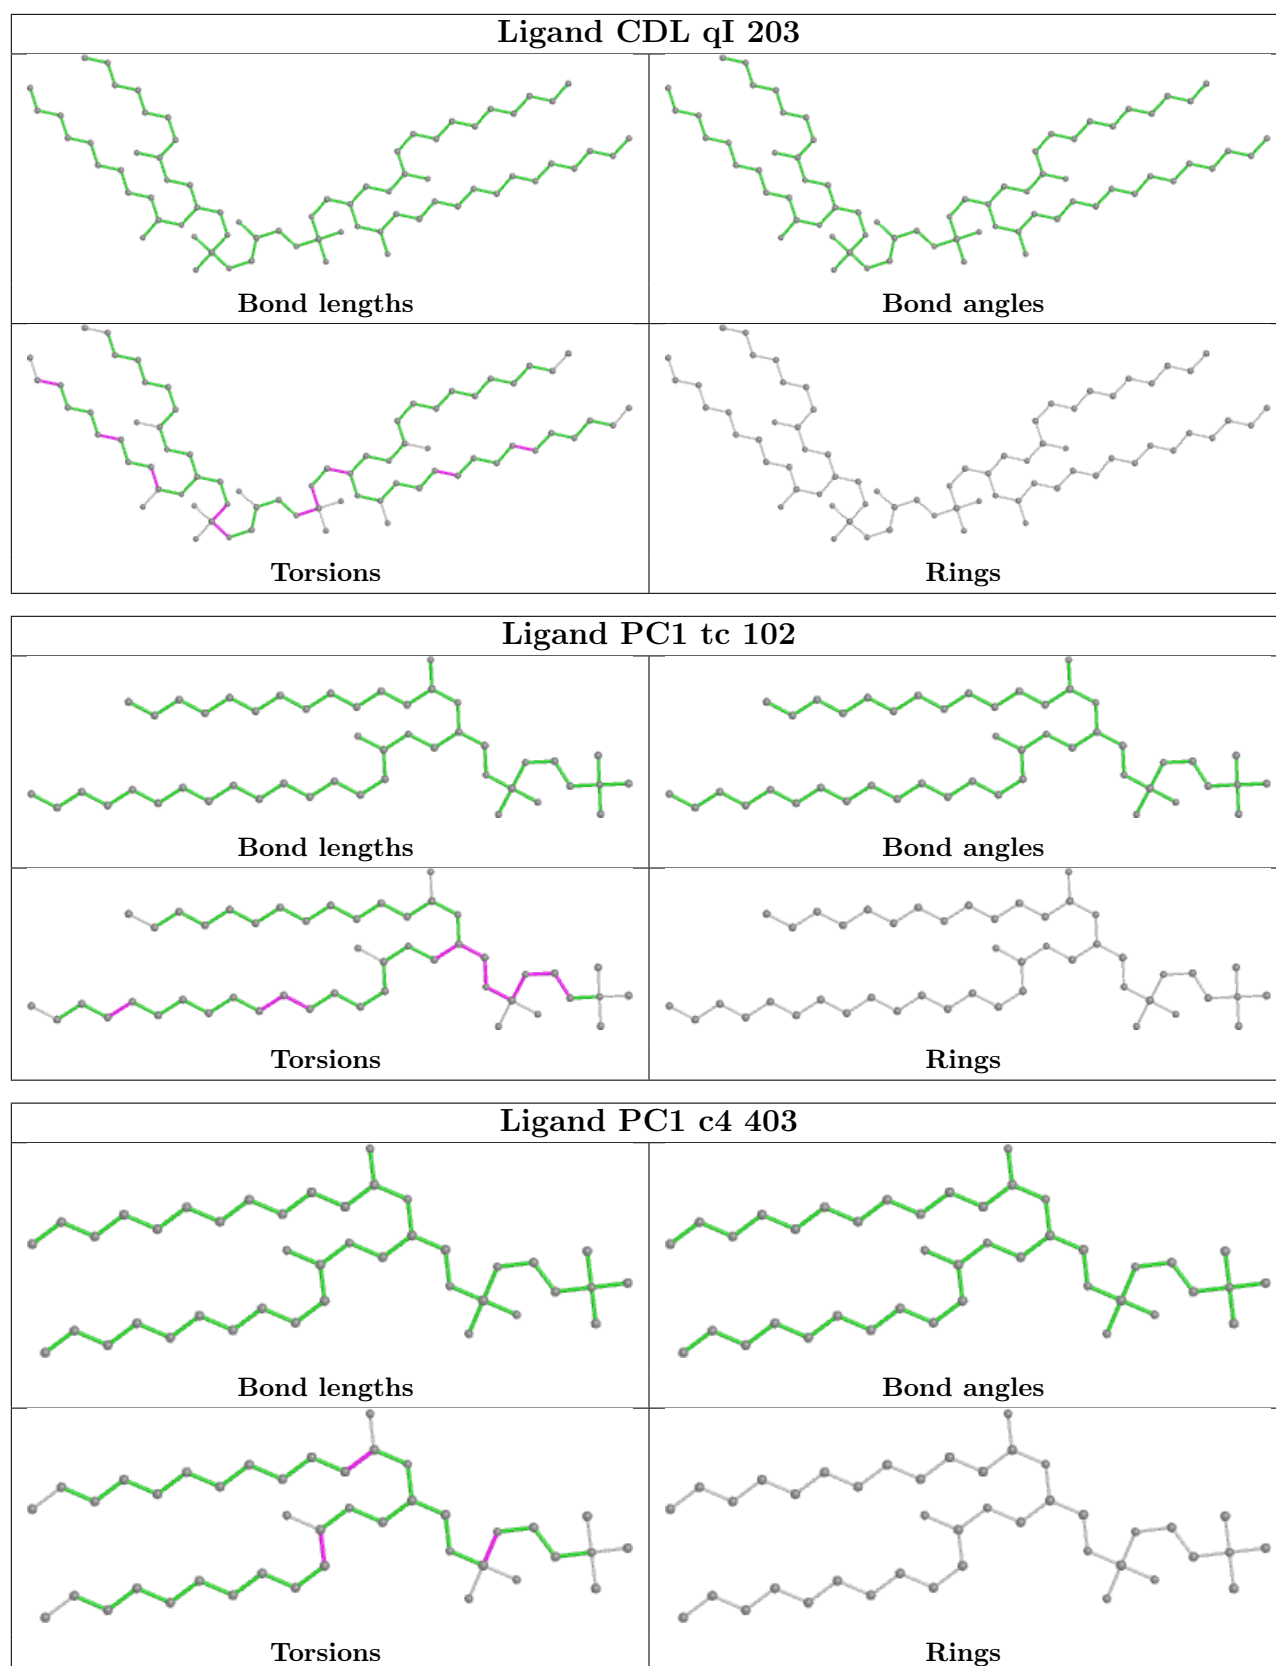 Ligand CDL qI 203
Bond lengths
Bond angles
Torsions
Rings
Ligand PC1 tc 102
Bond lengths
Bond angles
Torsions
Rings
Ligand PC1 c4 403
Bond lengths
Bond angles
Torsions
Rings